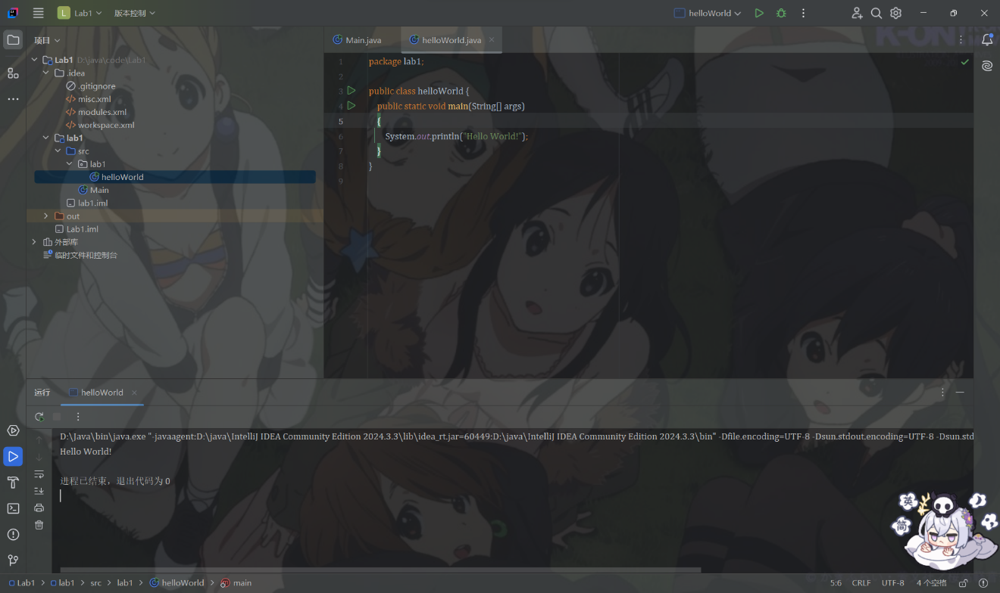 L Lab1 版本控制 helloWorld
项目
Main.java helloWorld.java
K-ON!
Lab1 D:\java\code\Lab1
.idea
.gitignore
misc.xml
modules.xml
workspace.xml
lab1
src
lab1
helloWorld
Main
lab1.iml
out
Lab1.iml
外部库
临时文件和控制台
1 package lab1;
2
3 public class helloWorld {
4 public static void main(String[] args)
5 {
6 System.out.println("Hello World!");
7 }
8 }
9
运行 helloWorld
D:\Java\bin\java.exe "-javaagent:D:\java\IntelliJ IDEA Community Edition 2024.3.3\lib\idea_rt.jar=60449:D:\java\IntelliJ IDEA Community Edition 2024.3.3\bin" -Dfile.encoding=UTF-8 -Dsun.stdout.encoding=UTF-8 -Dsun.std
Hello World!
进程已结束，退出代码为 0
英
简
Lab1 > lab1 > src > lab1 > helloWorld > main 5:6 CRLF UTF-8 4 个空格